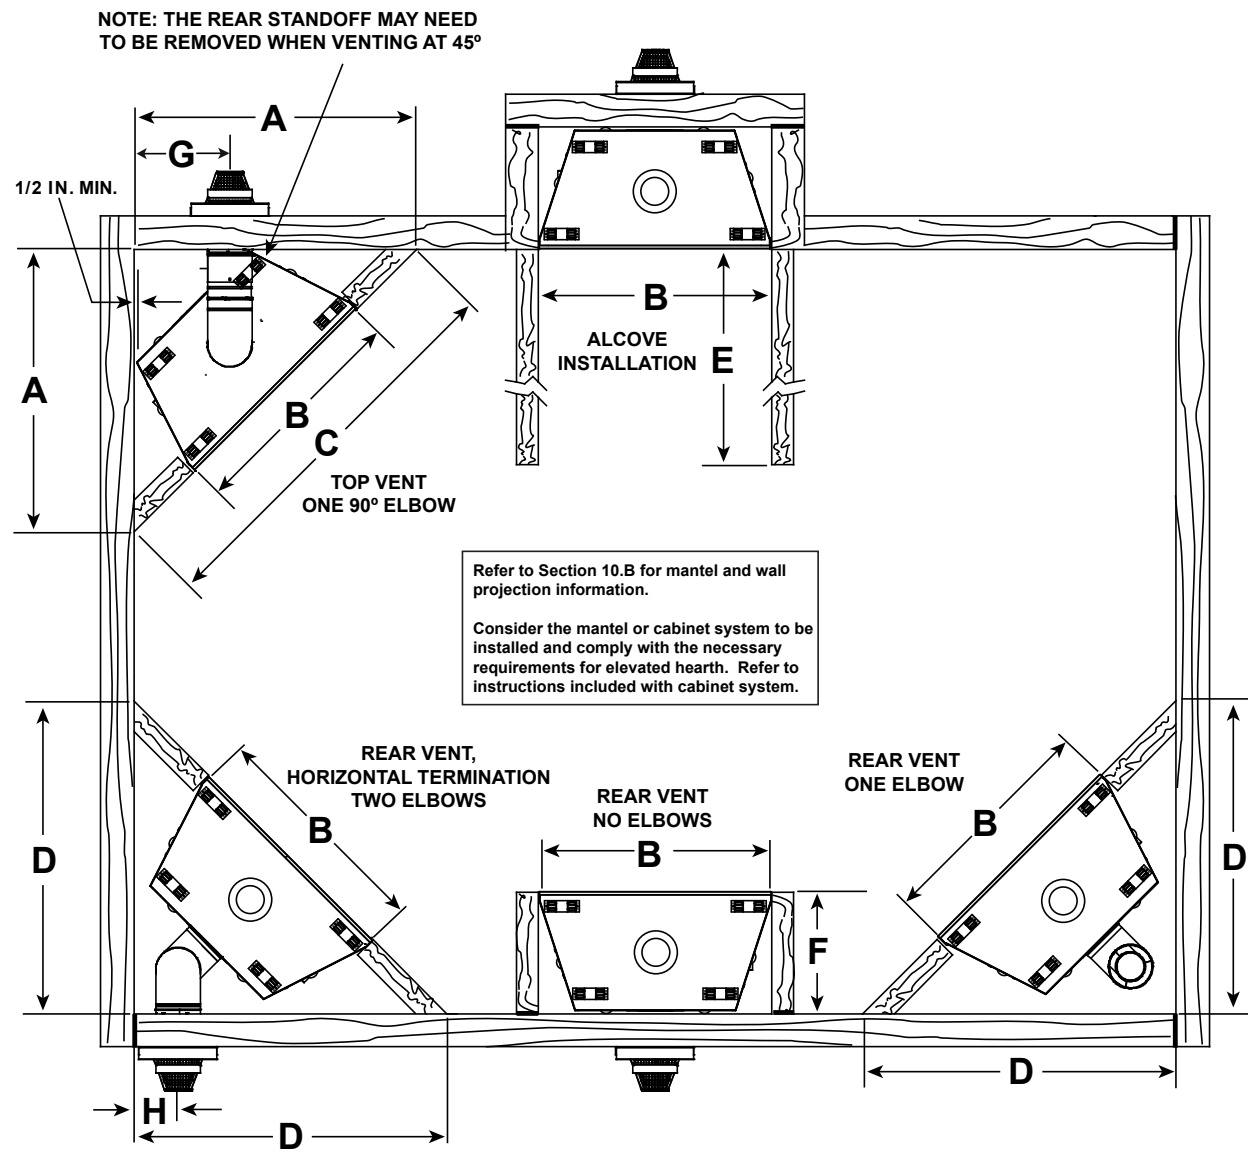 NOTE: THE REAR STANDOFF MAY NEED
TO BE REMOVED WHEN VENTING AT 45º
A
G
1/2 IN. MIN.
B
ALCOVE
INSTALLATION
E
A
B
C
TOP VENT
ONE 90º ELBOW
Refer to Section 10.B for mantel and wall
projection information.
Consider the mantel or cabinet system to be
installed and comply with the necessary
requirements for elevated hearth.  Refer to
instructions included with cabinet system.
REAR VENT,
HORIZONTAL TERMINATION
TWO ELBOWS
B
D
REAR VENT
NO ELBOWS
B
F
REAR VENT
ONE ELBOW
B
D
D
H
D